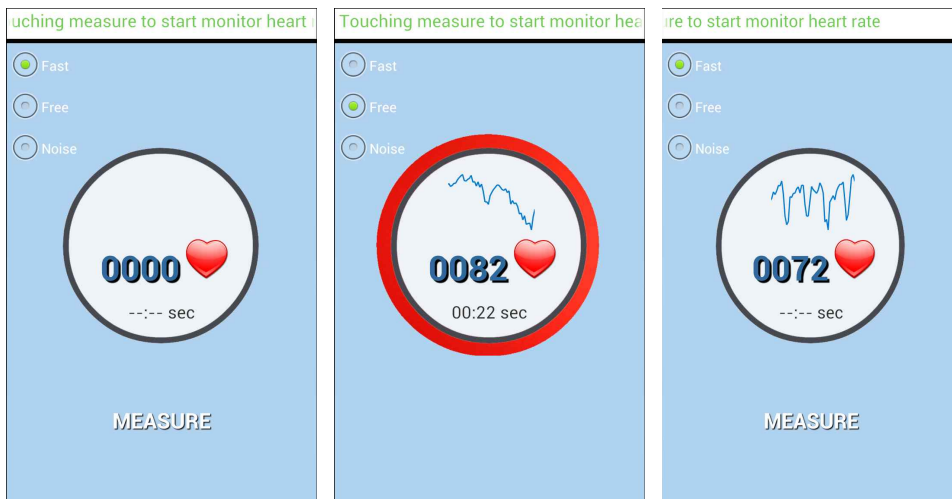 uching measure to start monitor heart
Fast
Free
Noise
0000
--:-- sec
MEASURE
Touching measure to start monitor hea
Fast
Free
Noise
0082
00:22 sec
ure to start monitor heart rate
Fast
Free
Noise
0072
--:-- sec
MEASURE